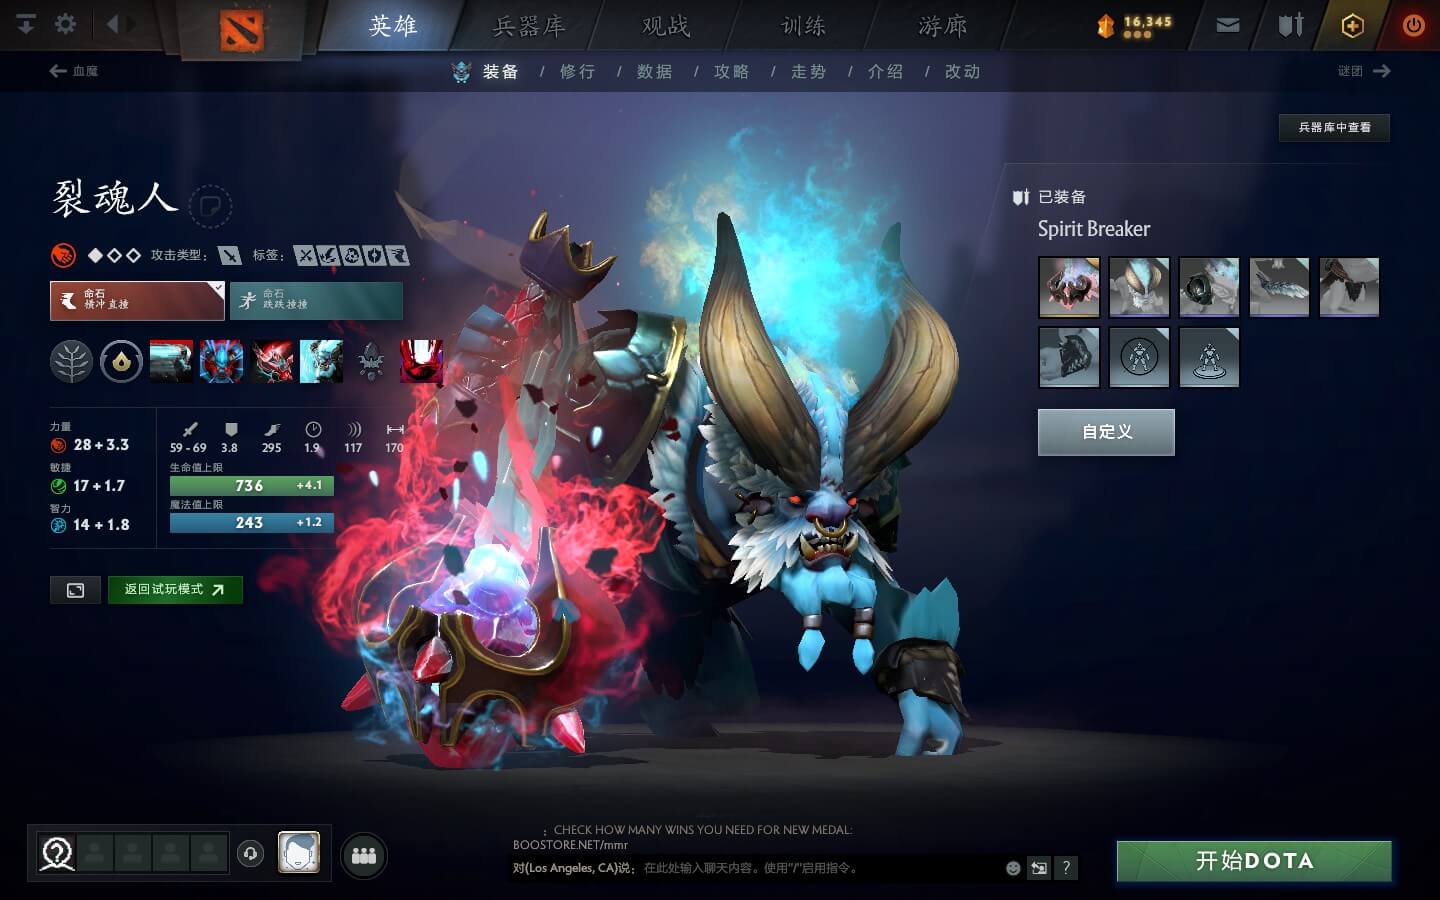 英雄
兵器库
观战
训练
游廊
16,345
血魔
装备 / 修行 / 数据 / 攻略 / 走势 / 介绍 / 改动
谜团
兵器库中查看
裂魂人
攻击类型：
标签：
命石
横冲直撞
命石
跌跌撞撞
力量
28 + 3.3
敏捷
17 + 1.7
智力
14 + 1.8
59 - 69 3.8 295 1.9 117 170
生命值上限
736 +4.1
魔法值上限
243 +1.2
返回试玩模式
已装备
Spirit Breaker
自定义
: CHECK HOW MANY WINS YOU NEED FOR NEW MEDAL:
BOOSTORE.NET/mmr
对(Los Angeles, CA)说：在此处输入聊天内容。使用"/"启用指令。
?
开始DOTA